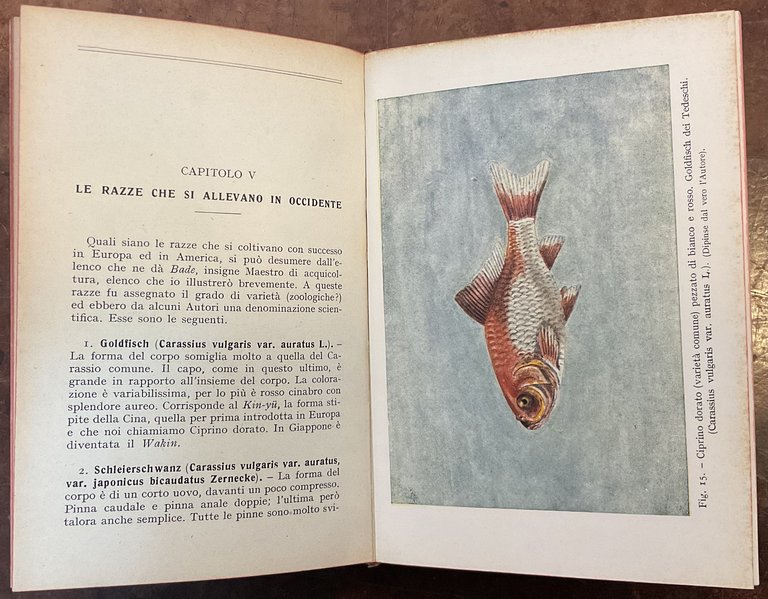 CAPITOLO V
LE RAZZE CHE SI ALLEVANO IN OCCIDENTE
Quali siano le razze che si coltivano con successo
in Europa ed in America, si può desumere dall'e-
lenco che ne dà Bade, insigne Maestro di acquicol-
tura, elenco che io illustrerò brevemente. A queste
razze fu assegnato il grado di varietà (zoologiche?)
ed ebbero da alcuni Autori una denominazione scien-
tifica. Esse sono le seguenti.
1. Goldfisch (Carassius vulgaris var. auratus L.). –
La forma del corpo somiglia molto a quella del Ca-
rassio comune. Il capo, come in questo ultimo, è
grande in rapporto all'insieme del corpo. La colora-
zione è variabilissima, per lo più è rosso cinabro con
splendore aureo. Corrisponde al Kin-yü, la forma sti-
pite della Cina, quella per prima introdotta in Europa
e che noi chiamiamo Ciprino dorato. In Giappone è
diventata il Wakin.
2. Schleierschwanz (Carassius vulgaris var. auratus,
var. japonicus bicaudatus Zernecke). – La forma del
corpo è di un corto uovo, davanti un poco compresso.
Pinna caudale e pinna anale doppie; l'ultima però
talora anche semplice. Tutte le pinne sono molto svi-
Fig. 15. – Ciprino dorato (varietà comune) pezzato di bianco e rosso. Goldfisch dei Tedeschi.
(Carassius vulgaris var. auratus L.). (Dipinse dal vero l'Autore).